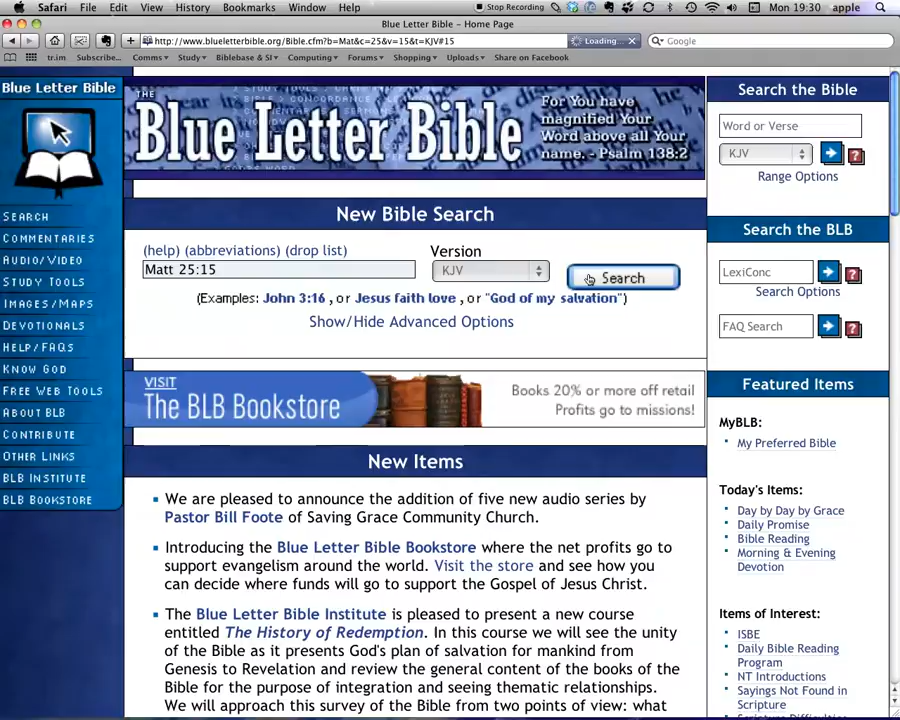 Safari File Edit View History Bookmarks Window Help Stop Recording Mon 19:30 apple
Blue Letter Bible – Home Page
http://www.blueletterbible.org/Bible.cfm?b=Mat&c=25&v=15&t=KJV#15 Loading... Google
tr.im Subscribe... Comms Study Biblebase & SI Computing Forums Shopping Uploads Share on Facebook
Blue Letter Bible
SEARCH
COMMENTARIES
AUDIO/VIDEO
STUDY TOOLS
IMAGES/MAPS
DEVOTIONALS
HELP/FAQS
KNOW GOD
FREE WEB TOOLS
ABOUT BLB
CONTRIBUTE
OTHER LINKS
BLB INSTITUTE
BLB BOOKSTORE
THE
Blue Letter Bible
For You have
magnified Your
Word above all Your
name. - Psalm 138:2
New Bible Search
(help) (abbreviations) (drop list)
Version
Matt 25:15
KJV
Search
(Examples: John 3:16 , or Jesus faith love , or "God of my salvation")
Show/Hide Advanced Options
VISIT
The BLB Bookstore
Books 20% or more off retail
Profits go to missions!
New Items
We are pleased to announce the addition of five new audio series by
Pastor Bill Foote of Saving Grace Community Church.
Introducing the Blue Letter Bible Bookstore where the net profits go to
support evangelism around the world. Visit the store and see how you
can decide where funds will go to support the Gospel of Jesus Christ.
The Blue Letter Bible Institute is pleased to present a new course
entitled The History of Redemption. In this course we will see the unity
of the Bible as it presents God's plan of salvation for mankind from
Genesis to Revelation and review the general content of the books of the
Bible for the purpose of integration and seeing thematic relationships.
We will approach this survey of the Bible from two points of view: what
Search the Bible
Word or Verse
KJV
Range Options
Search the BLB
LexiConc
Search Options
FAQ Search
Featured Items
MyBLB:
My Preferred Bible
Today's Items:
Day by Day by Grace
Daily Promise
Bible Reading
Morning & Evening
Devotion
Items of Interest:
ISBE
Daily Bible Reading
Program
NT Introductions
Sayings Not Found in
Scripture